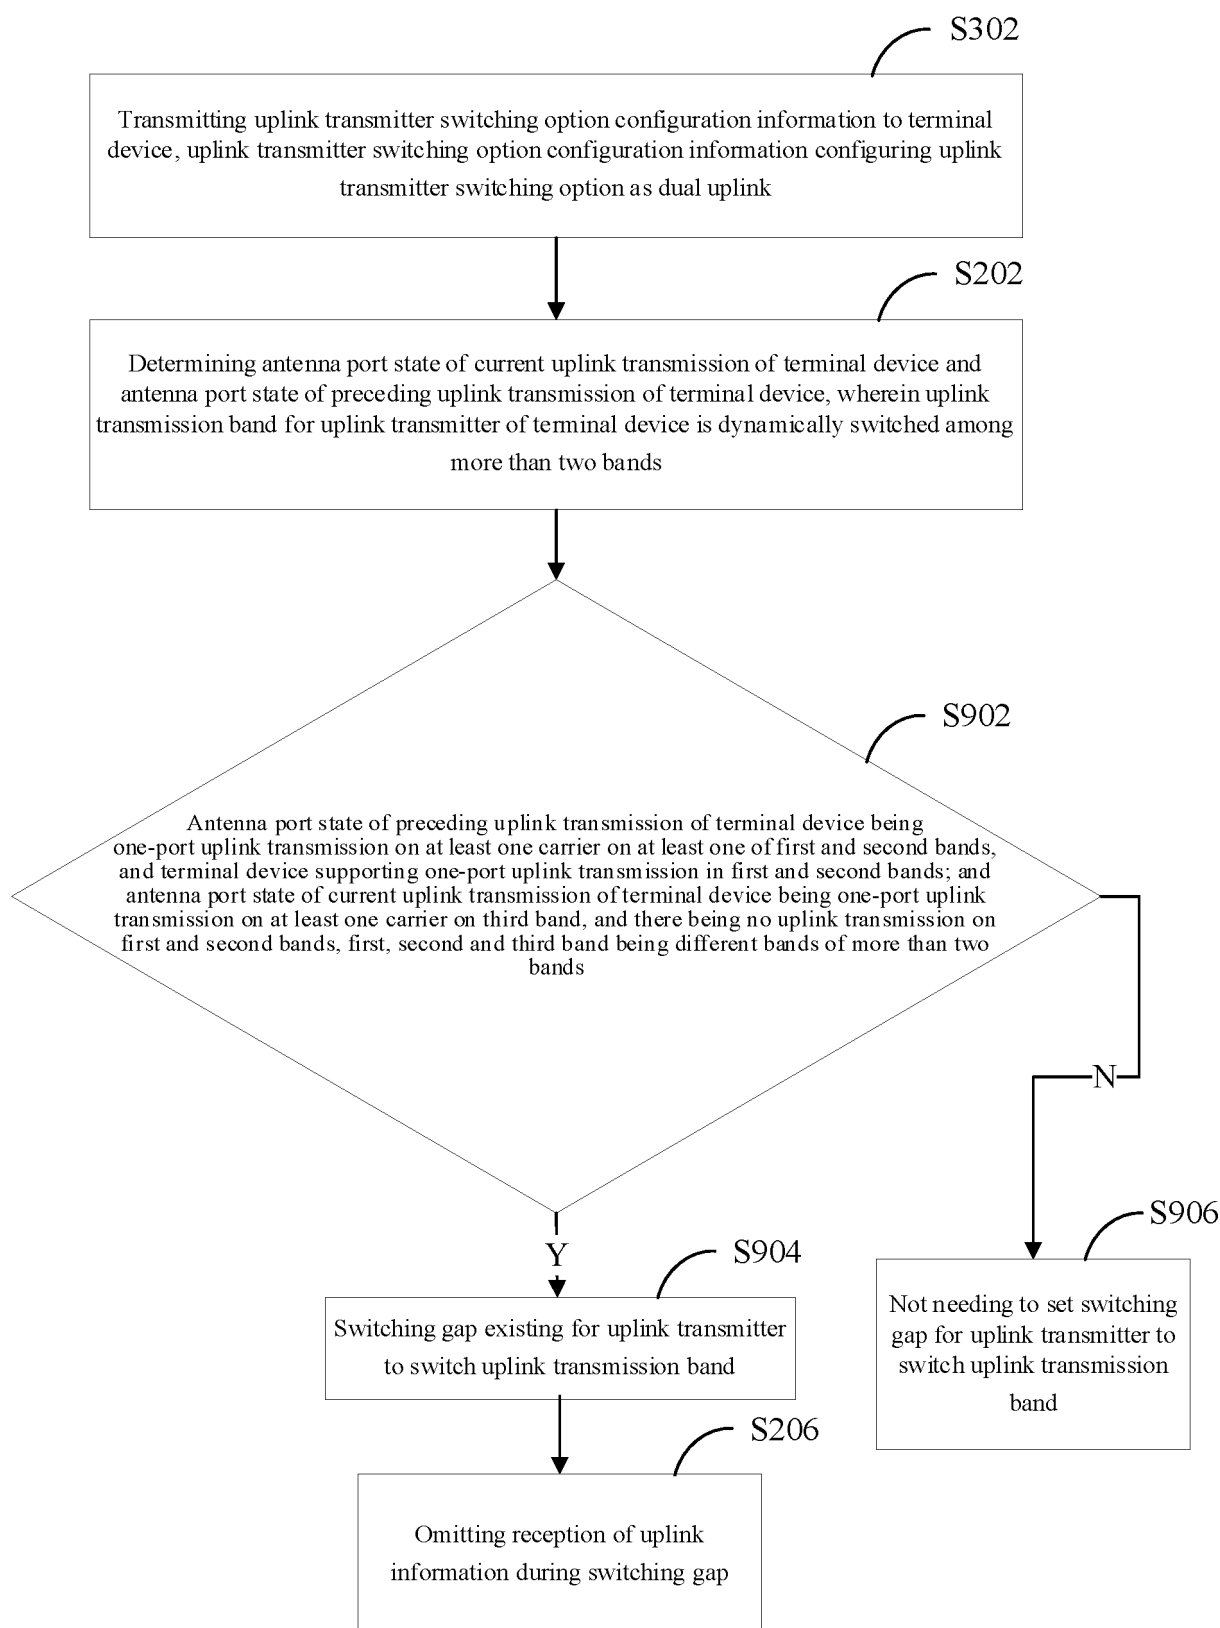 S302
Transmitting uplink transmitter switching option configuration information to terminal
device, uplink transmitter switching option configuration information configuring uplink
transmitter switching option as dual uplink
S202
Determining antenna port state of current uplink transmission of terminal device and
antenna port state of preceding uplink transmission of terminal device, wherein uplink
transmission band for uplink transmitter of terminal device is dynamically switched among
more than two bands
S902
Antenna port state of preceding uplink transmission of terminal device being
one-port uplink transmission on at least one carrier on at least one of first and second bands,
and terminal device supporting one-port uplink transmission in first and second bands; and
antenna port state of current uplink transmission of terminal device being one-port uplink
transmission on at least one carrier on third band, and there being no uplink transmission on
first and second bands, first, second and third band being different bands of more than two
bands
N
Y
S904
Switching gap existing for uplink transmitter
to switch uplink transmission band
S906
Not needing to set switching
gap for uplink transmitter to
switch uplink transmission
band
S206
Omitting reception of uplink
information during switching gap